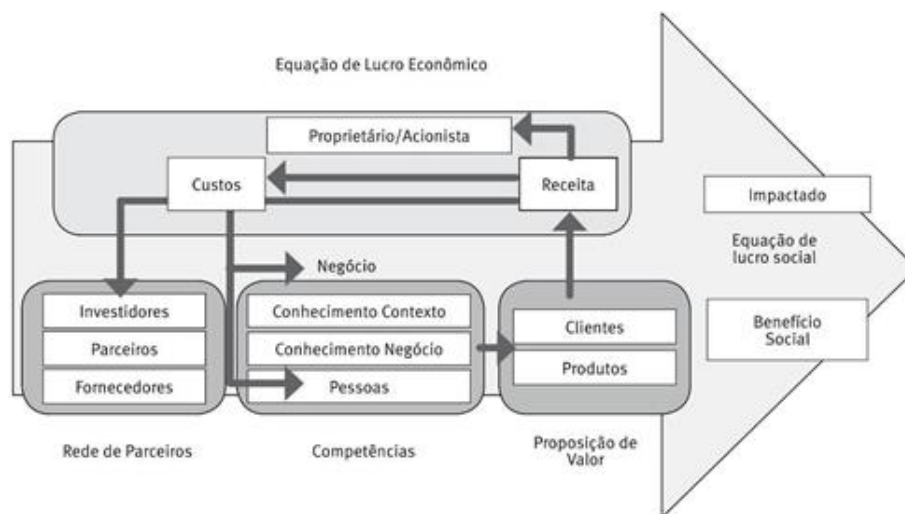 Equação de Lucro Econômico
Proprietário/Acionista
Custos
Receita
Impactado
Equação de
lucro social
Negócio
Investidores
Parceiros
Fornecedores
Conhecimento Contexto
Conhecimento Negócio
Pessoas
Clientes
Produtos
Benefício
Social
Rede de Parceiros
Competências
Proposição de
Valor